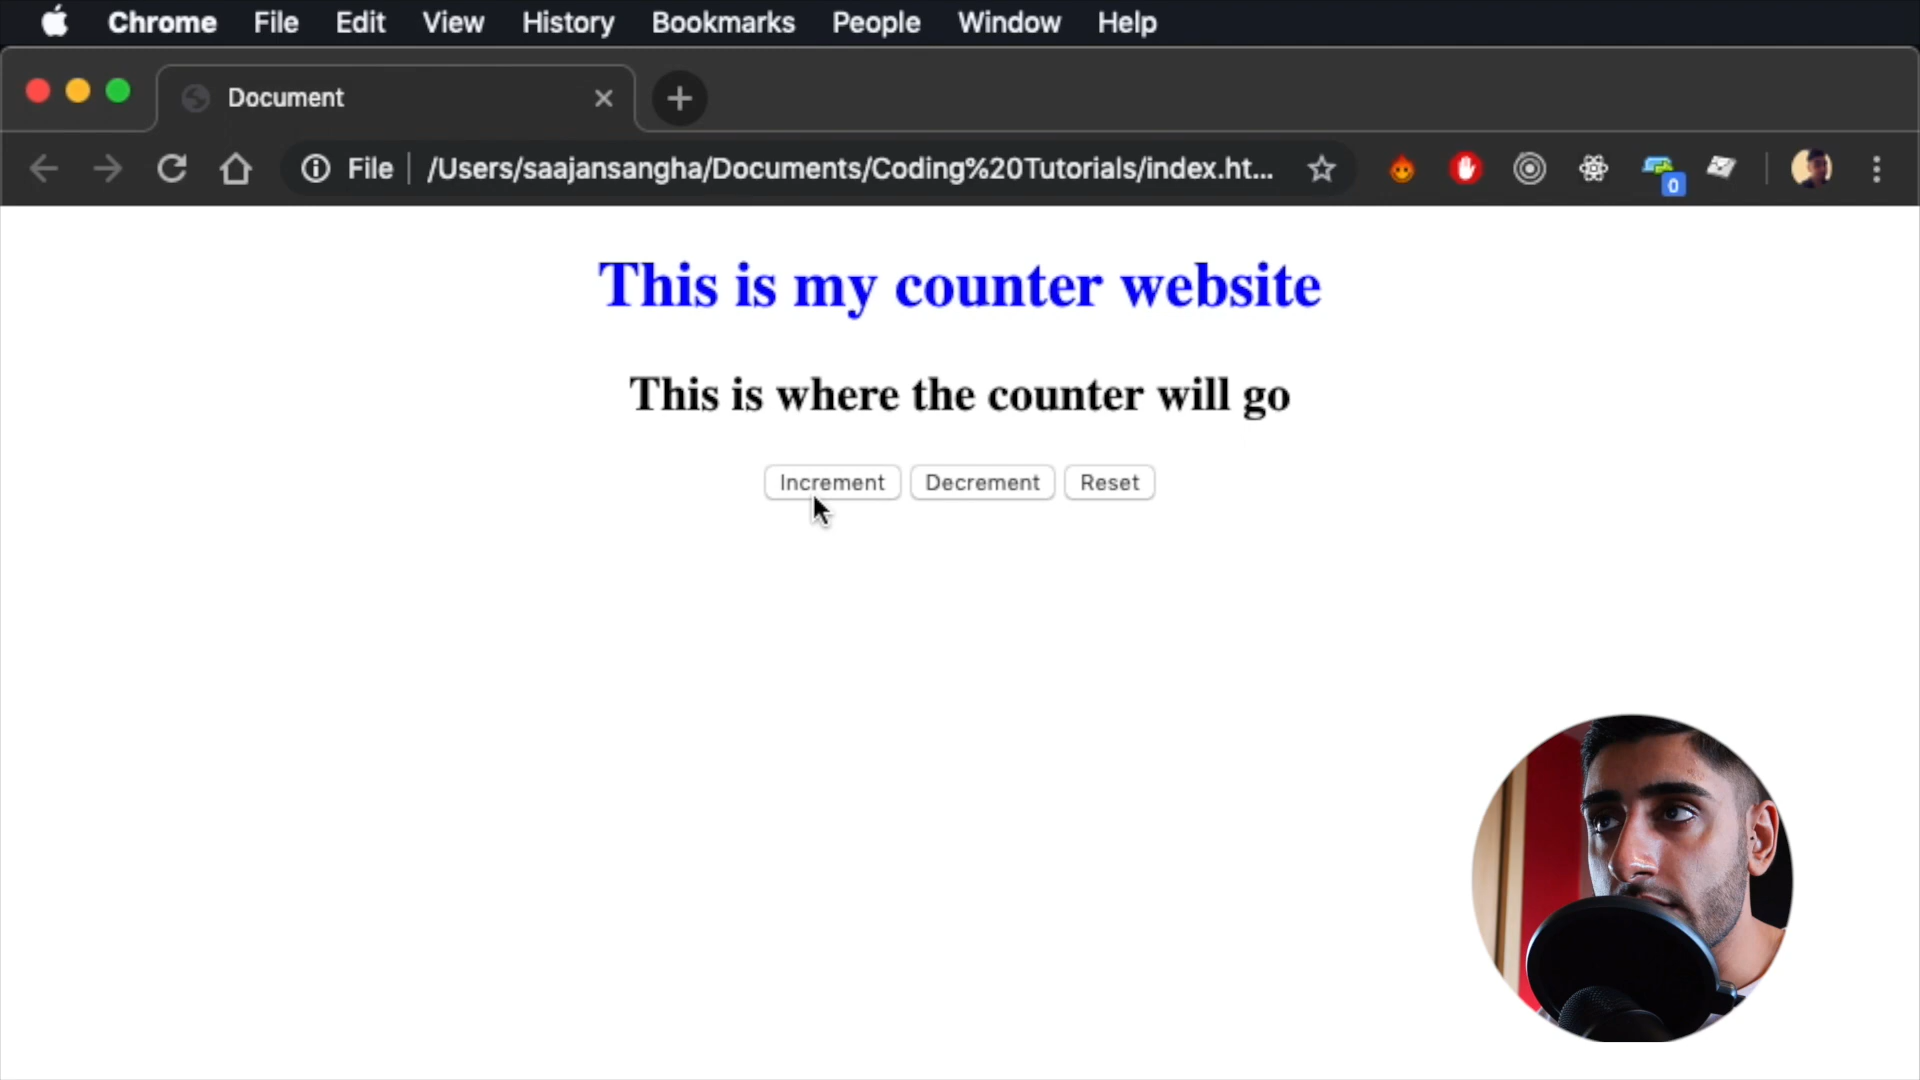 Chrome File Edit View History Bookmarks People Window Help
Document
File /Users/saajansangha/Documents/Coding%20Tutorials/index.ht...
0
This is my counter website
This is where the counter will go
Increment Decrement Reset